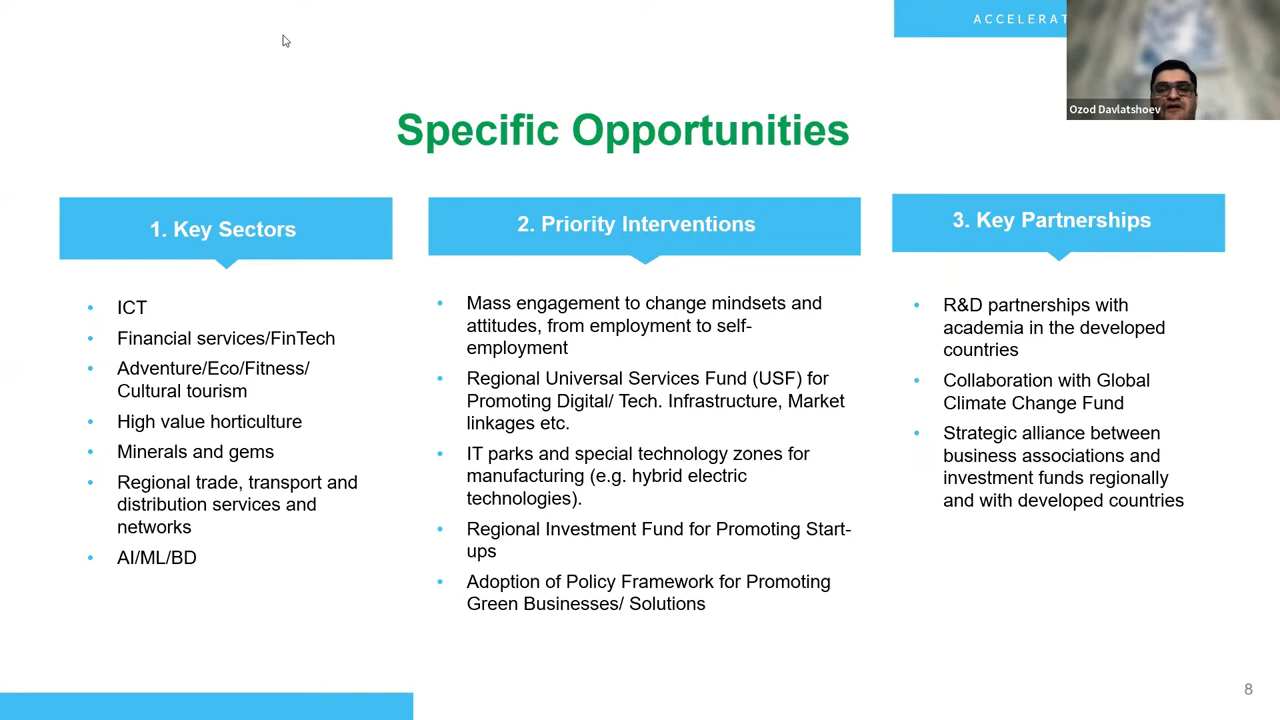 ACCELERAT
Ozod Davlatshoev
Specific Opportunities
1. Key Sectors
ICT
Financial services/FinTech
Adventure/Eco/Fitness/
Cultural tourism
High value horticulture
Minerals and gems
Regional trade, transport and
distribution services and
networks
AI/ML/BD
2. Priority Interventions
Mass engagement to change mindsets and
attitudes, from employment to self-
employment
Regional Universal Services Fund (USF) for
Promoting Digital/ Tech. Infrastructure, Market
linkages etc.
IT parks and special technology zones for
manufacturing (e.g. hybrid electric
technologies).
Regional Investment Fund for Promoting Start-
ups
Adoption of Policy Framework for Promoting
Green Businesses/ Solutions
3. Key Partnerships
R&D partnerships with
academia in the developed
countries
Collaboration with Global
Climate Change Fund
Strategic alliance between
business associations and
investment funds regionally
and with developed countries
8